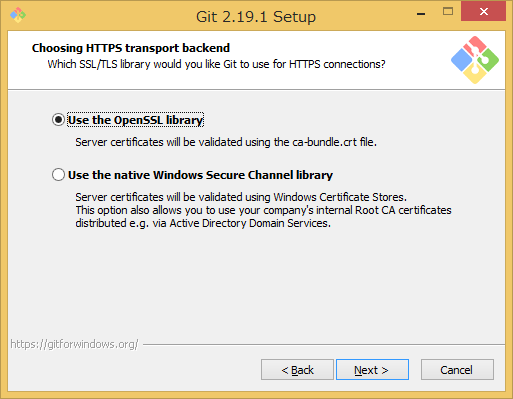 Git 2.19.1 Setup
Choosing HTTPS transport backend
Which SSL/TLS library would you like Git to use for HTTPS connections?
Use the OpenSSL library
Server certificates will be validated using the ca-bundle.crt file.
Use the native Windows Secure Channel library
Server certificates will be validated using Windows Certificate Stores.
This option also allows you to use your company's internal Root CA certificates
distributed e.g. via Active Directory Domain Services.
https://gitforwindows.org/
< Back Next > Cancel